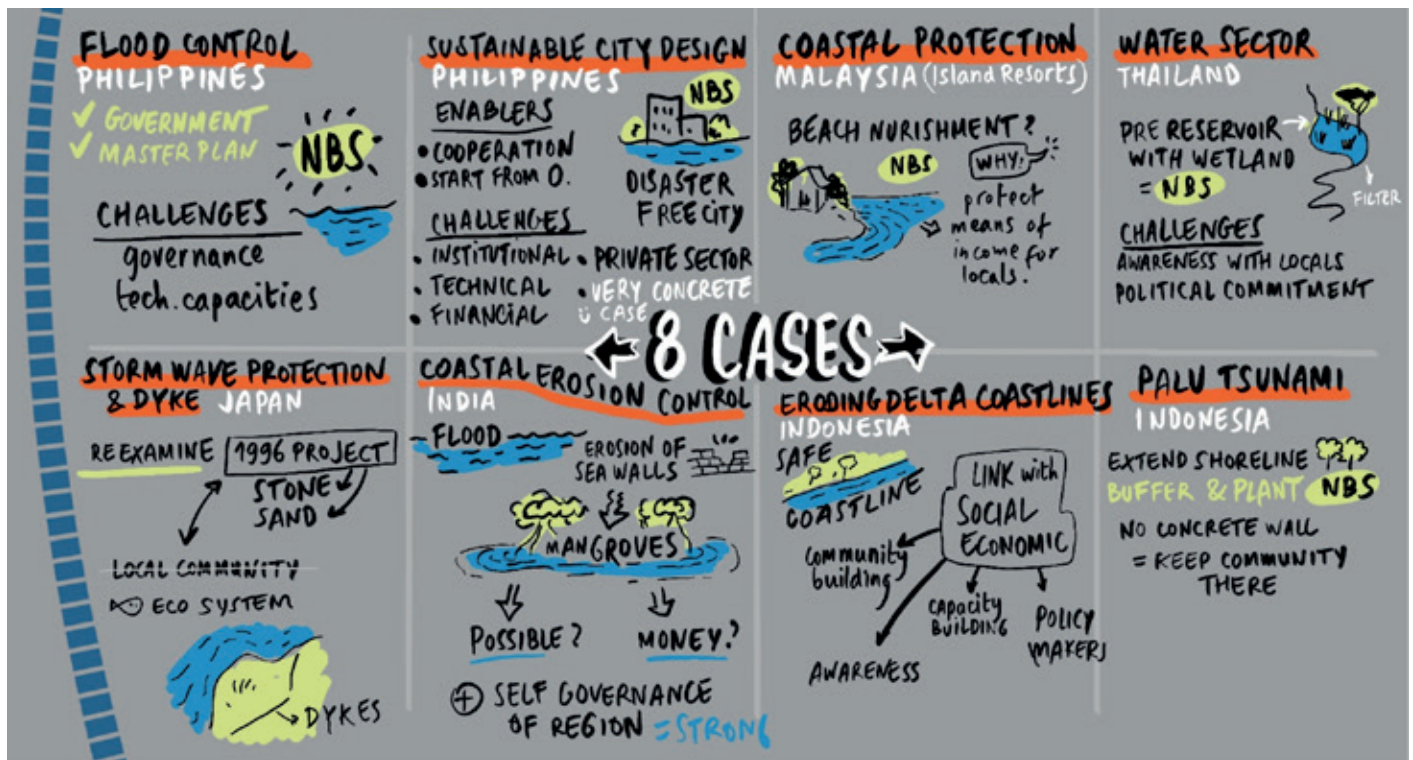 FLOOD CONTROL
PHILIPPINES
✓ GOVERNMENT
✓ MASTER PLAN
NBS
CHALLENGES
governance
tech. capacities
SUSTAINABLE CITY DESIGN
PHILIPPINES
ENABLERS
• COOPERATION
• START FROM 0.
NBS
DISASTER
FREE CITY
CHALLENGES
• INSTITUTIONAL
• TECHNICAL
• FINANCIAL
• PRIVATE SECTOR
• VERY CONCRETE
CASE
COASTAL PROTECTION
MALAYSIA (Island Resorts)
BEACH NURISHMENT?
NBS
WHY?
protect
means of
income for
locals.
WATER SECTOR
THAILAND
PRE RESERVOIR
WITH WETLAND
= NBS
FILTER
CHALLENGES
AWARENESS WITH LOCALS
POLITICAL COMMITMENT
8 CASES
STORM WAVE PROTECTION
& DYKE JAPAN
REEXAMINE 1996 PROJECT
STONE
SAND
LOCAL COMMUNITY
ECO SYSTEM
DYKES
COASTAL EROSION CONTROL
INDIA
FLOOD
EROSION OF
SEA WALLS
MANGROVES
POSSIBLE? MONEY?
+ SELF GOVERNANCE
OF REGION = STRONG
ERODING DELTA COASTLINES
INDONESIA
SAFE
COASTLINE
LINK with
SOCIAL
ECONOMIC
community
building
CAPACITY
BUILDING
POLICY
MAKERS
AWARENESS
PALU TSUNAMI
INDONESIA
EXTEND SHORELINE
BUFFER & PLANT NBS
NO CONCRETE WALL
= KEEP COMMUNITY
THERE